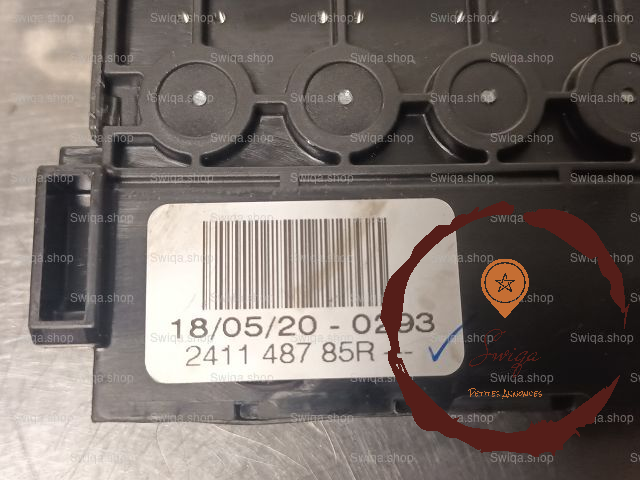 18/05/20 - 0293
2411 487 85R --
Swiqa
PETITES ANNONCES
Swiqa.shop